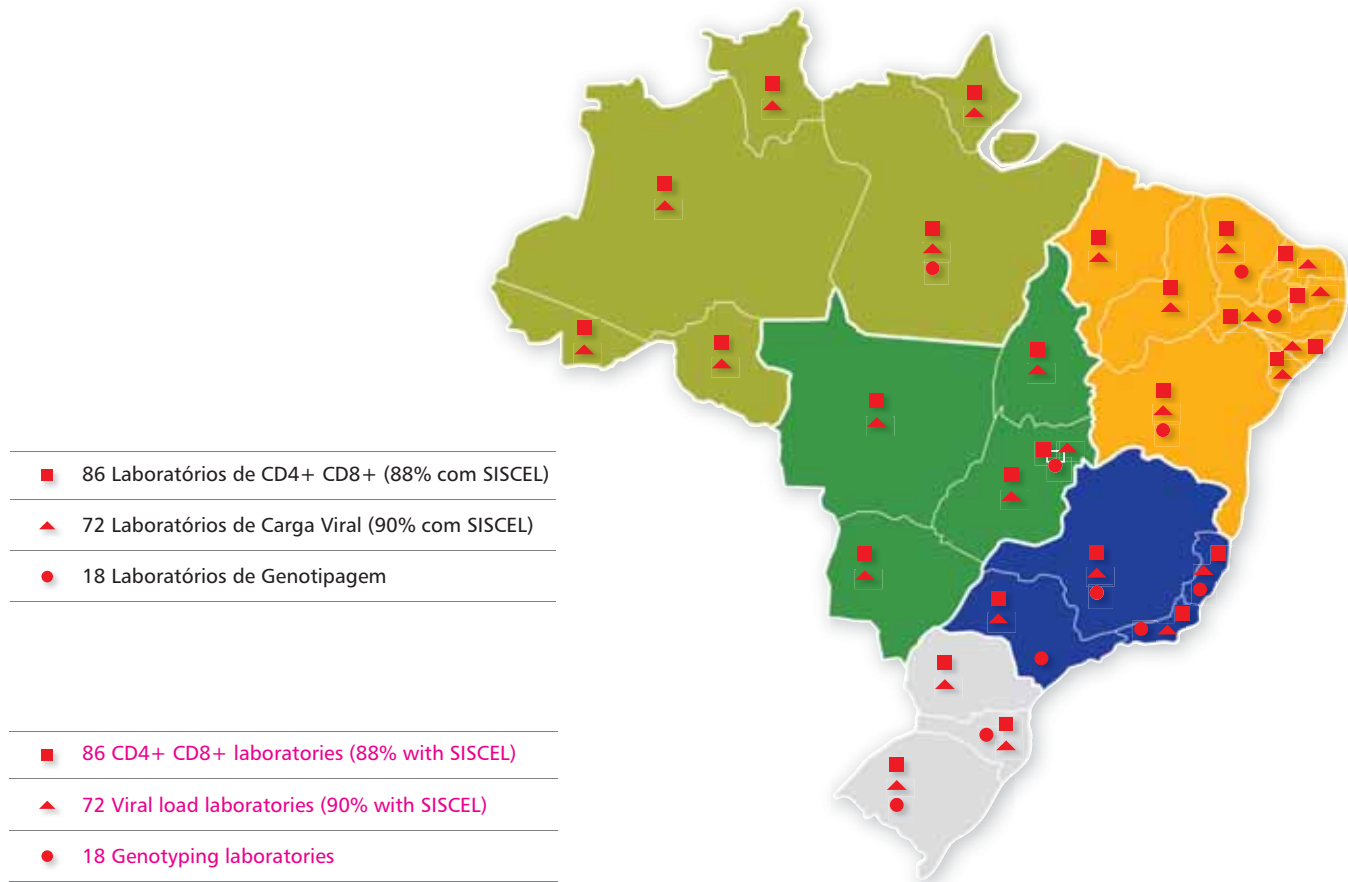 86 Laboratórios de CD4+ CD8+ (88% com SISCEL)
72 Laboratórios de Carga Viral (90% com SISCEL)
18 Laboratórios de Genotipagem
86 CD4+ CD8+ laboratories (88% with SISCEL)
72 Viral load laboratories (90% with SISCEL)
18 Genotyping laboratories